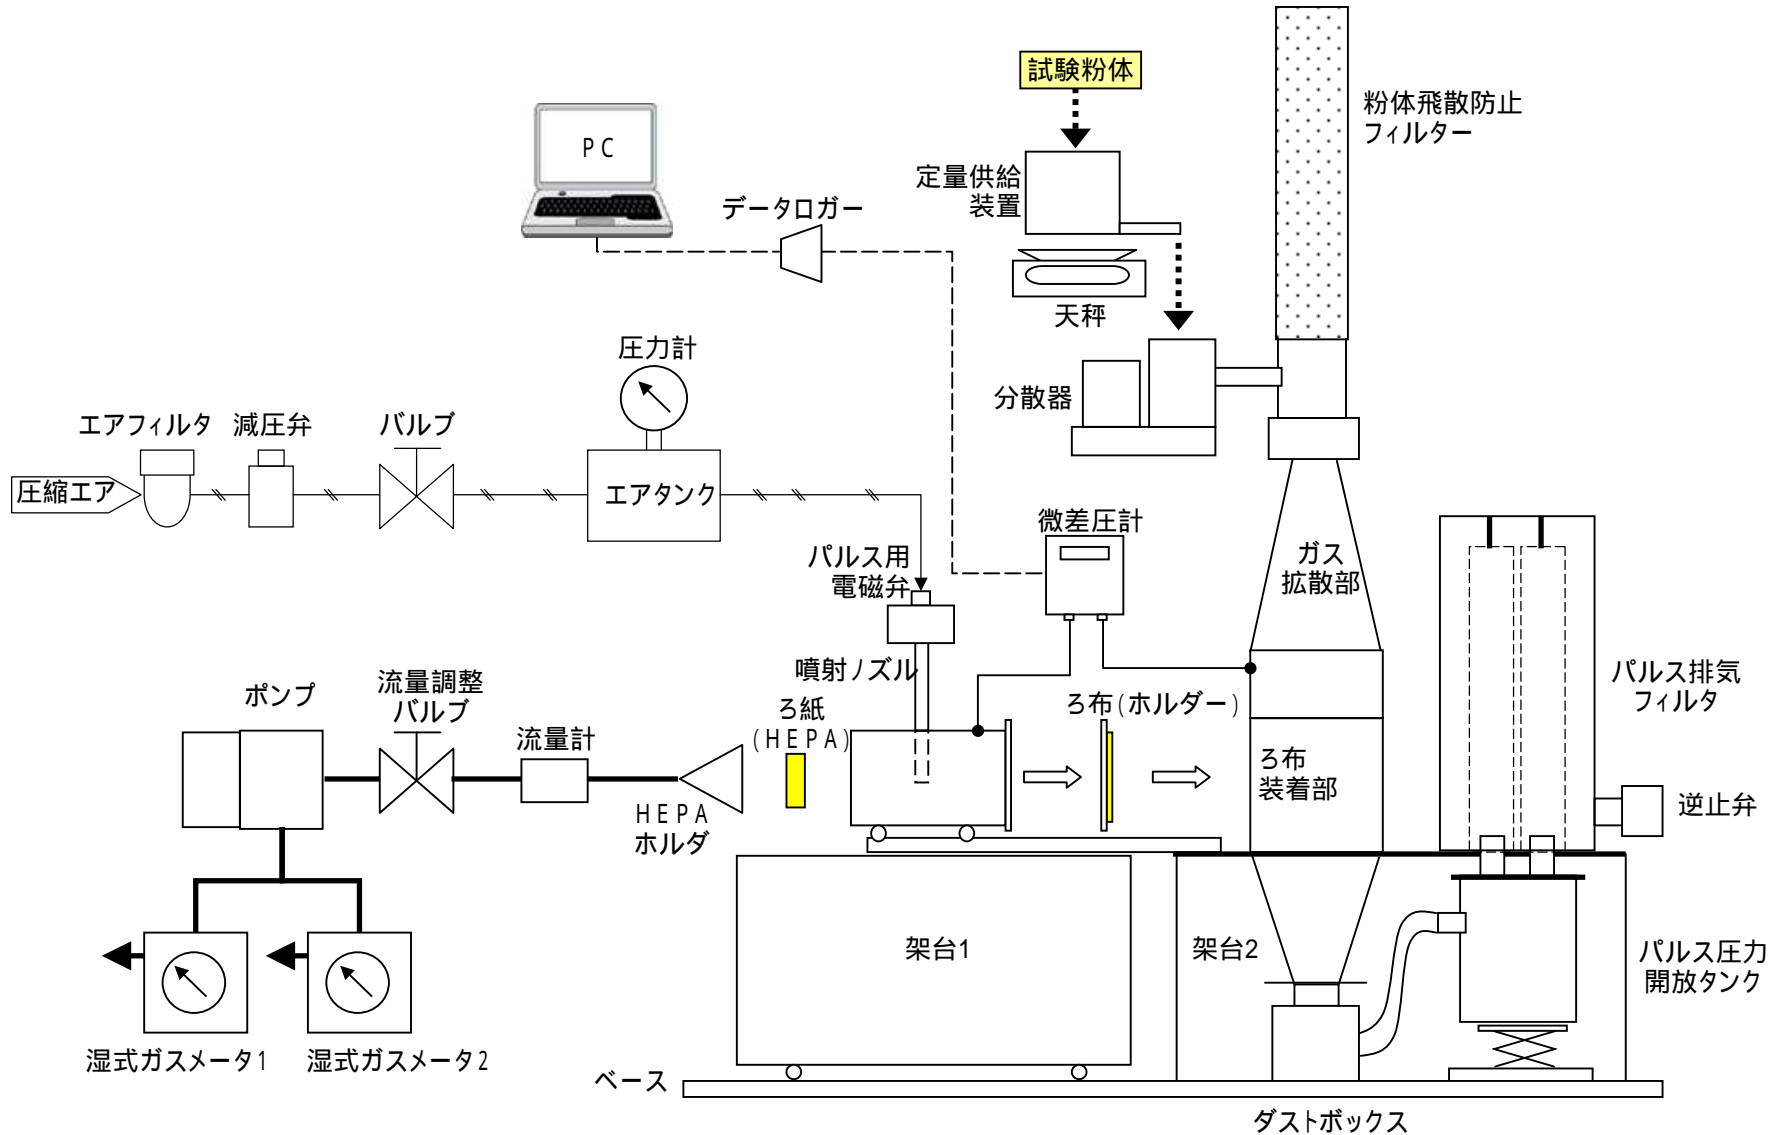 試験粉体
粉体飛散防止
フィルター
PC
定量供給
装置
データロガー
天秤
圧力計
分散器
エアフィルタ
減圧弁
バルブ
圧縮エア
エアタンク
微差圧計
パルス用
電磁弁
ガス
拡散部
噴射ノズル
パルス排気
フィルタ
ポンプ
流量調整
バルブ
流量計
ろ紙
(HEPA)
ろ布(ホルダー)
ろ布
装着部
HEPA
ホルダ
逆止弁
架台1
架台2
パルス圧力
開放タンク
湿式ガスメータ1
湿式ガスメータ2
ベース
ダストボックス